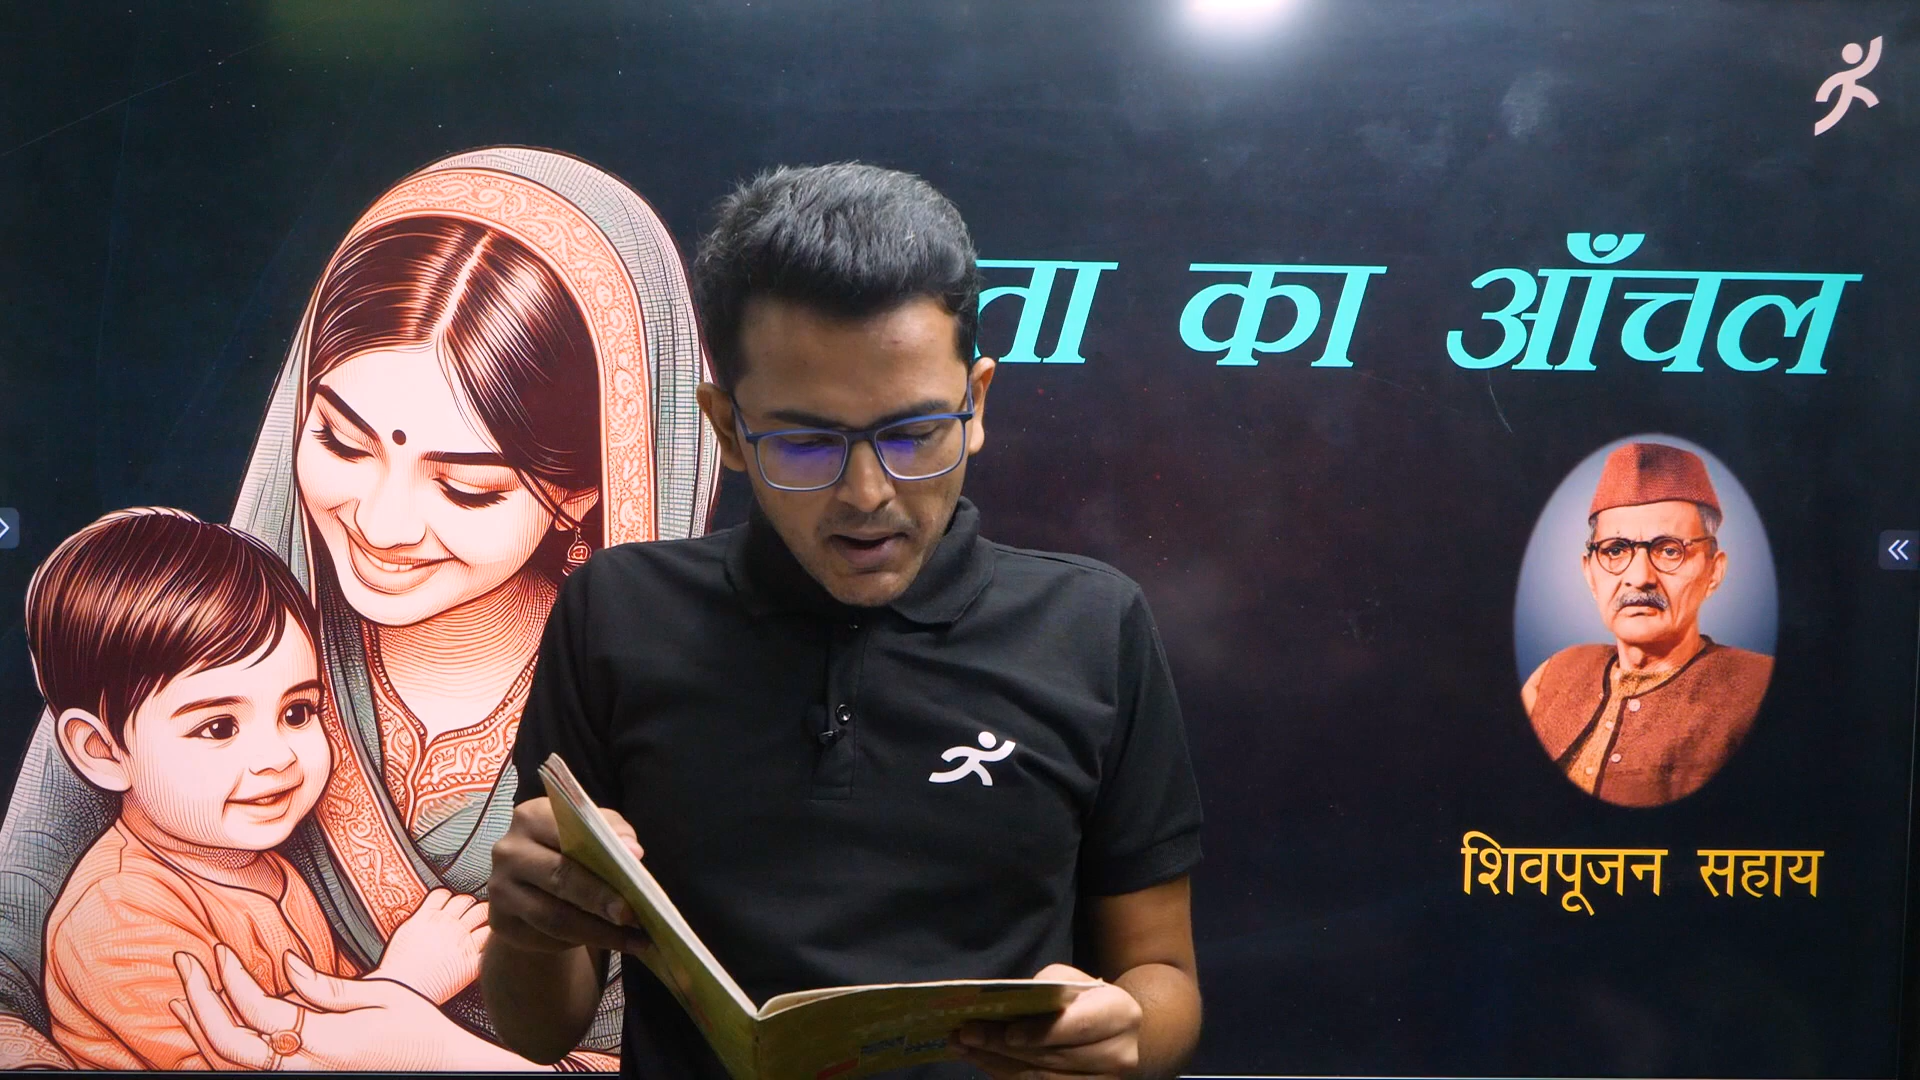 का आँचल
शिवपूजन सहाय